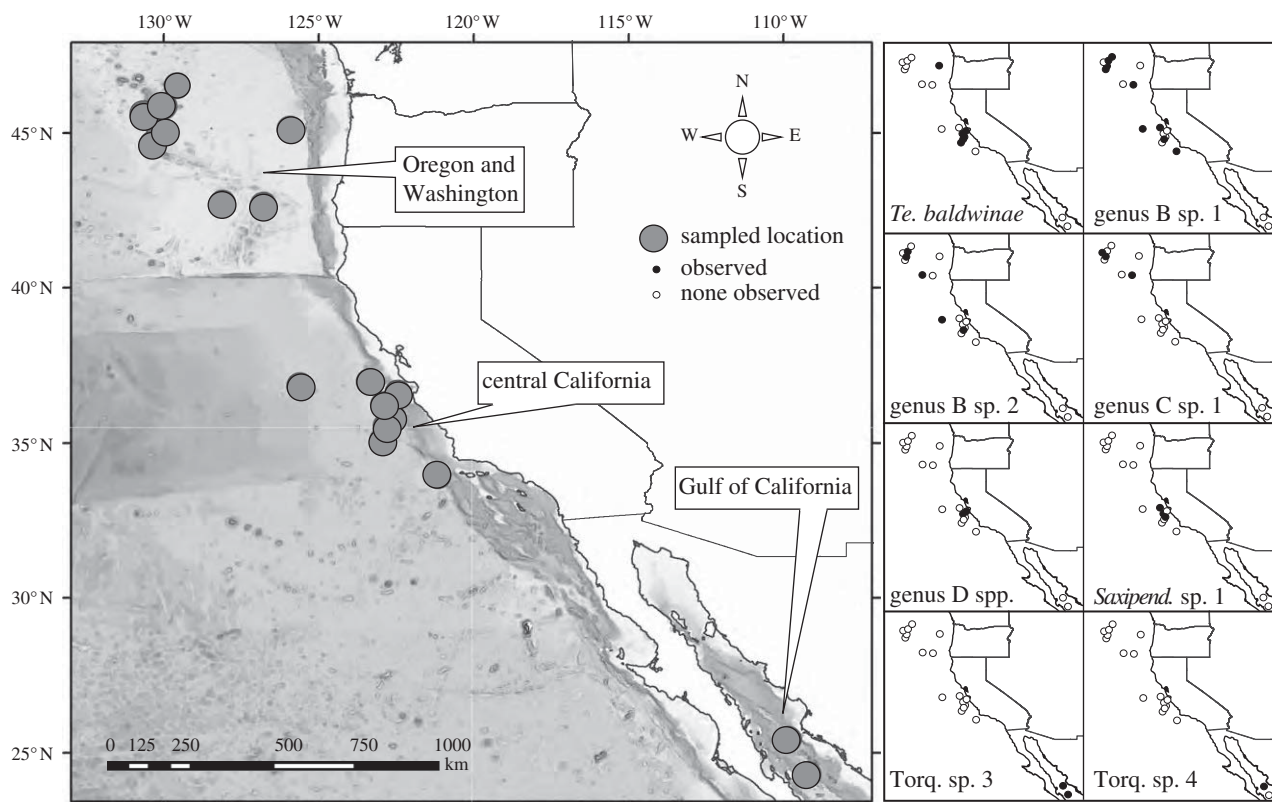 130° W 125° W 120° W 115° W 110° W
45° N
40° N
35° N
30° N
25° N
N
W E
S
Oregon and
Washington
sampled location
observed
none observed
central California
Gulf of California
0 125 250 500 750 1000
km
Te. baldwinae
genus B sp. 1
genus B sp. 2
genus C sp. 1
genus D spp.
Saxipend. sp. 1
Torq. sp. 3
Torq. sp. 4